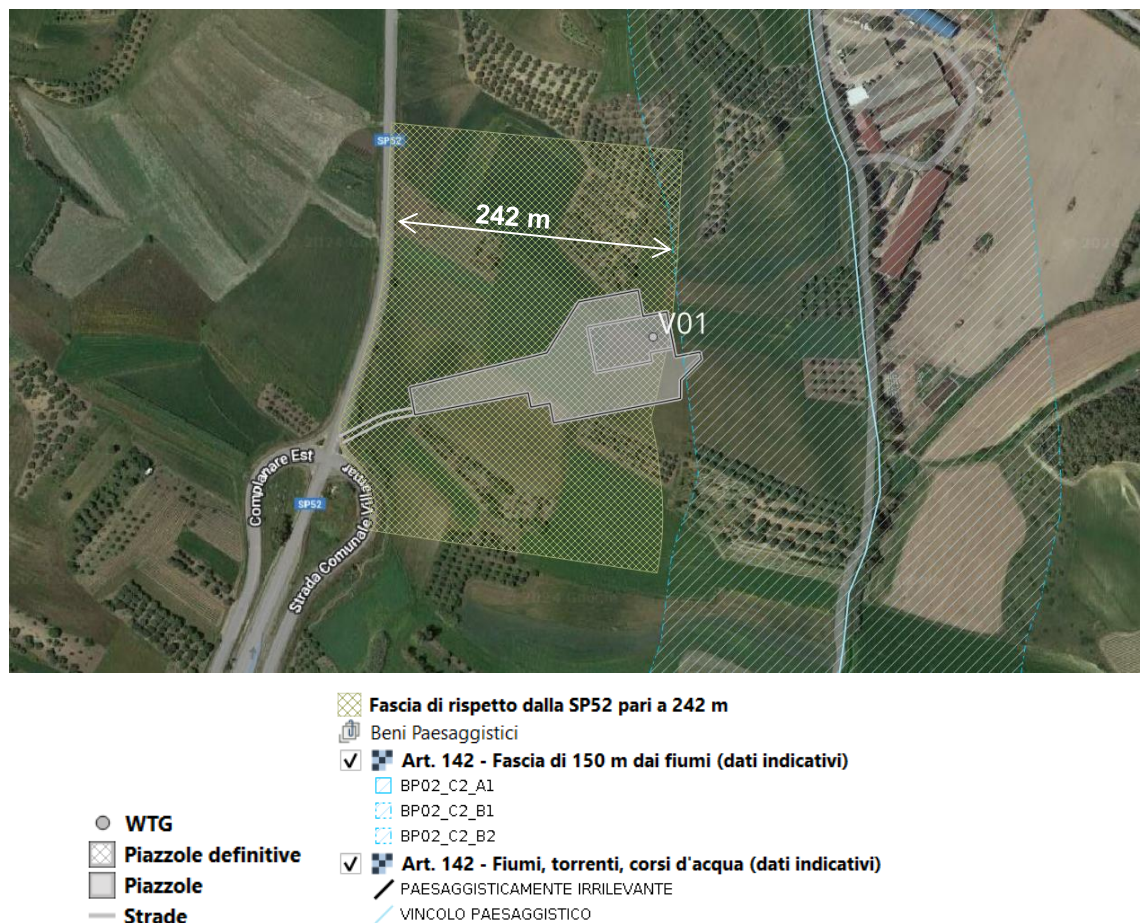 SP52
242 m
V01
Complanare Est
SP52
Strada Comunale Villamar
Fascia di rispetto dalla SP52 pari a 242 m
Beni Paesaggistici
Art. 142 - Fascia di 150 m dai fiumi (dati indicativi)
BP02_C2_A1
BP02_C2_B1
BP02_C2_B2
Art. 142 - Fiumi, torrenti, corsi d'acqua (dati indicativi)
PAESAGGISTICAMENTE IRRILEVANTE
VINCOLO PAESAGGISTICO
WTG
Piazzole definitive
Piazzole
Strade